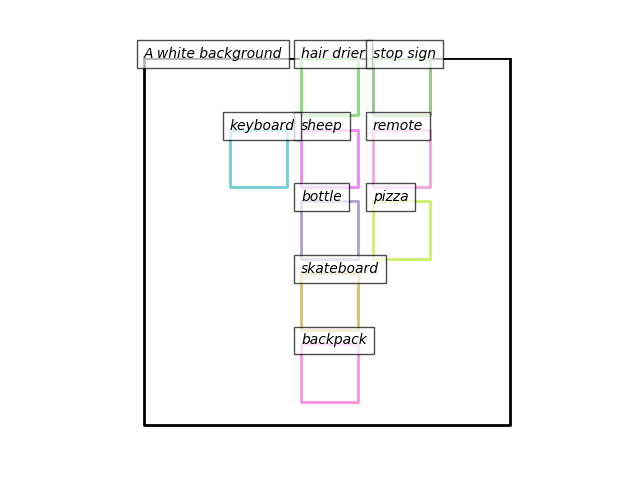 A white background
hair drier
stop sign
keyboard
sheep
remote
bottle
pizza
skateboard
backpack